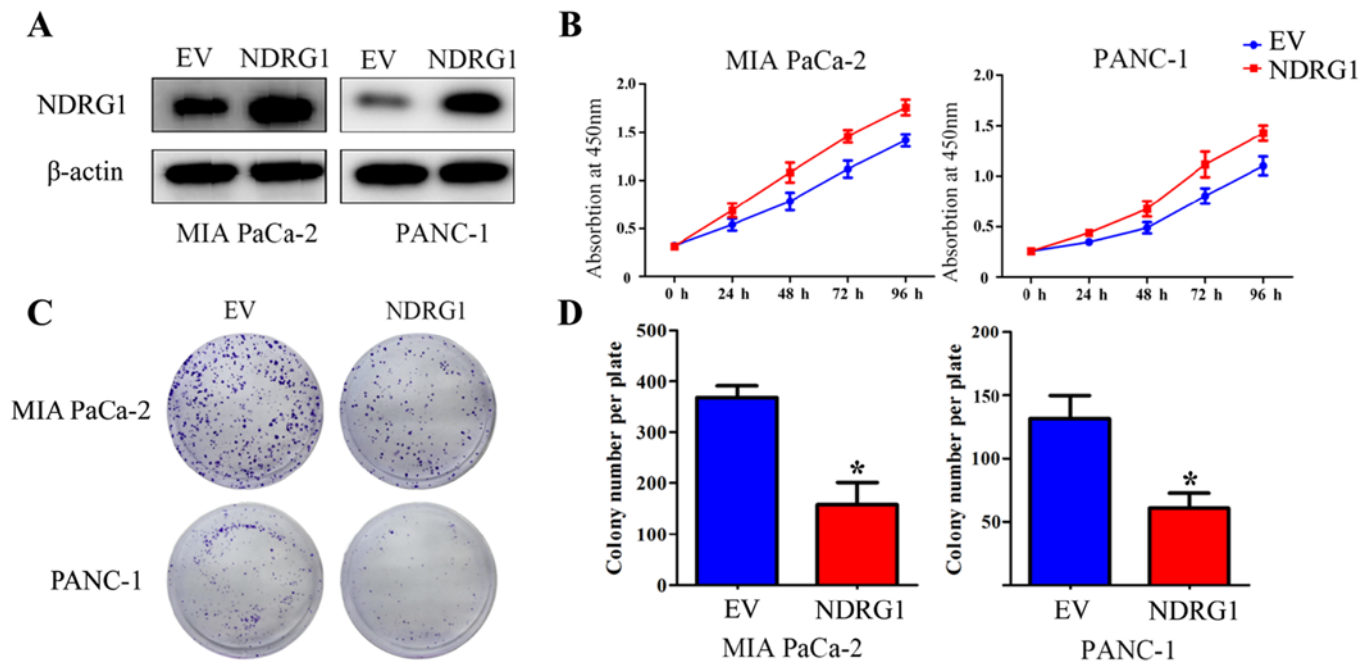 A
EV NDRG1 EV NDRG1
NDRG1
β-actin
MIA PaCa-2 PANC-1
B
EV
NDRG1
MIA PaCa-2
Absorbtion at 450nm
2.0
1.5
1.0
0.5
0
0 h 24 h 48 h 72 h 96 h
PANC-1
Absorbtion at 450nm
2.0
1.5
1.0
0.5
0
0 h 24 h 48 h 72 h 96 h
C
EV NDRG1
MIA PaCa-2
PANC-1
D
Colony number per plate
500
400
300
200
100
0
*
EV NDRG1
MIA PaCa-2
Colony number per plate
200
150
100
50
*
EV NDRG1
PANC-1